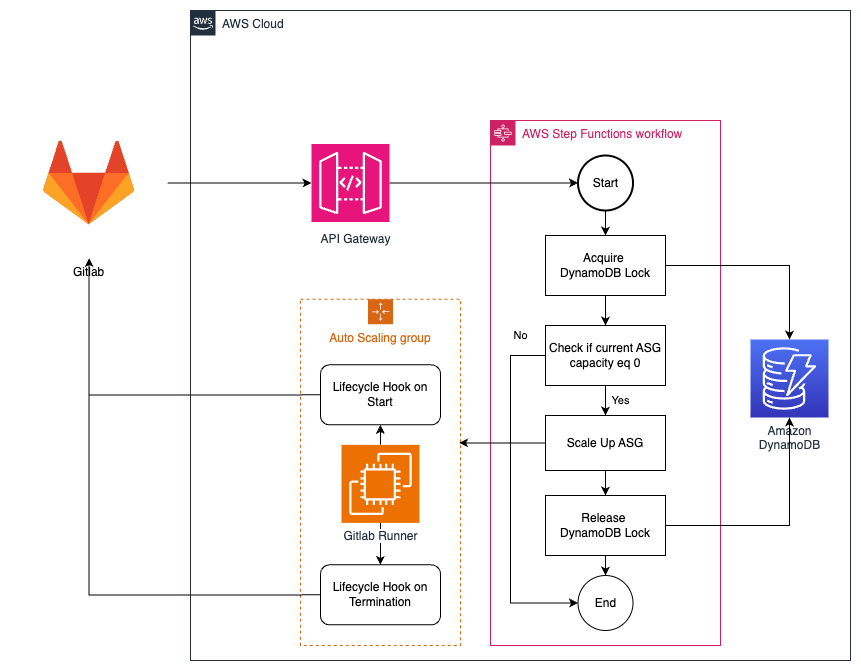 aws
AWS Cloud
AWS Step Functions workflow
Start
API Gateway
Acquire
DynamoDB Lock
Gitlab
Auto Scaling group
No
Check if current ASG
capacity eq 0
Lifecycle Hook on
Start
Yes
Amazon
DynamoDB
Scale Up ASG
Gitlab Runner
Release
DynamoDB Lock
Lifecycle Hook on
Termination
End